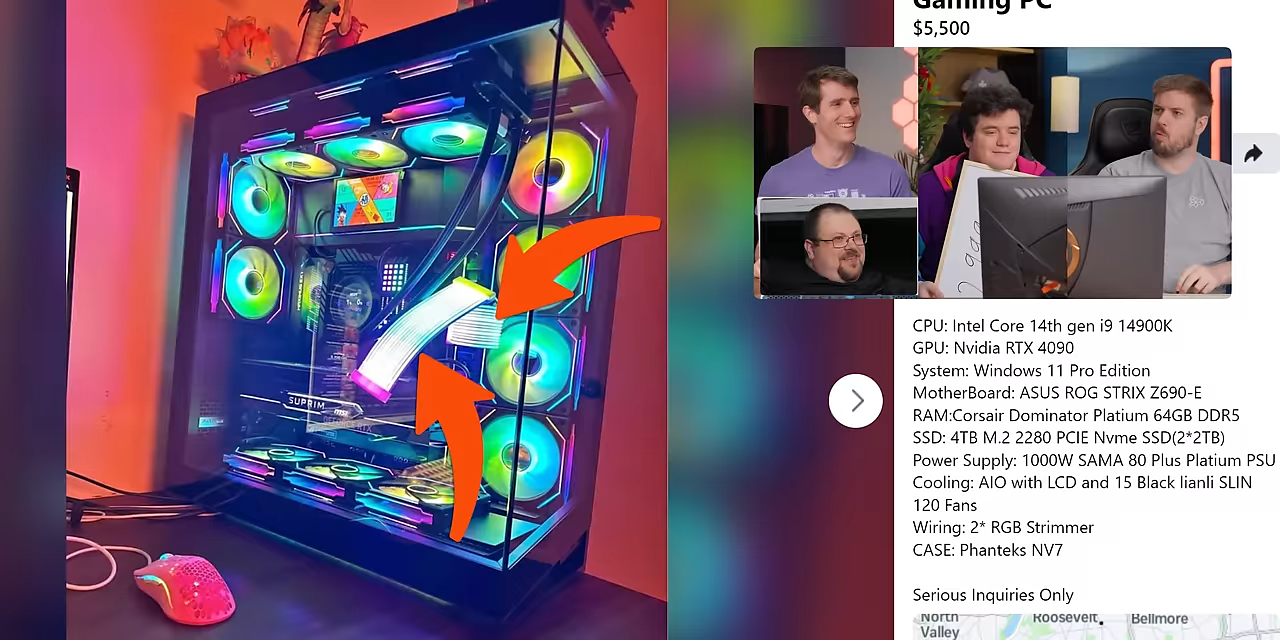 Gaming PC
$5,500
999
SUPRIM
CPU: Intel Core 14th gen i9 14900K
GPU: Nvidia RTX 4090
System: Windows 11 Pro Edition
MotherBoard: ASUS ROG STRIX Z690-E
RAM:Corsair Dominator Platium 64GB DDR5
SSD: 4TB M.2 2280 PCIE Nvme SSD(2*2TB)
Power Supply: 1000W SAMA 80 Plus Platium PSU
Cooling: AIO with LCD and 15 Black lianli SLIN
120 Fans
Wiring: 2* RGB Strimmer
CASE: Phanteks NV7
Serious Inquiries Only
North
Valley
Roosevelt
Bellmore